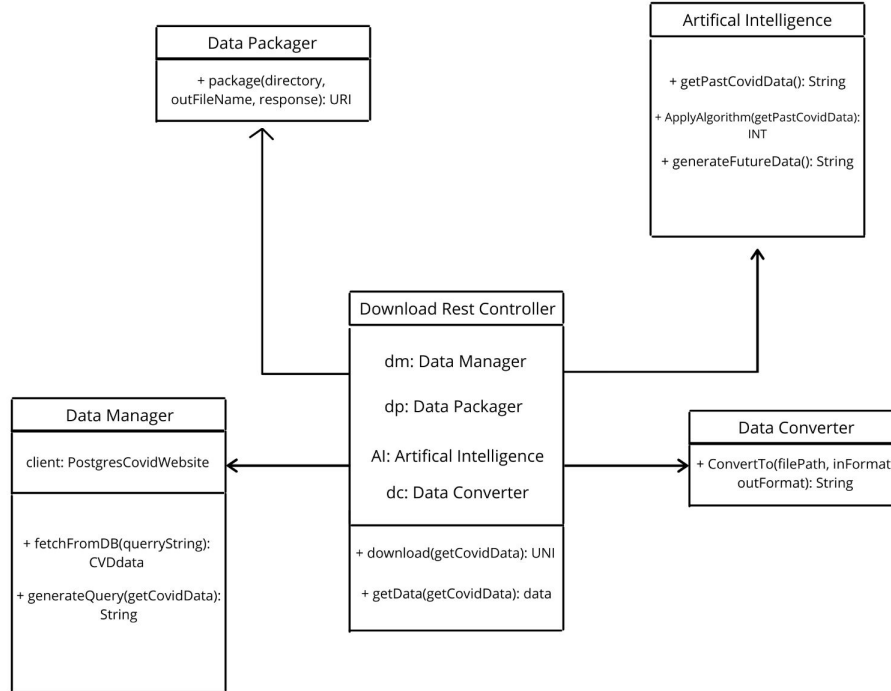 Data Packager
+ package(directory,
outFileName, response): URI
Artifical Intelligence
+ getPastCovidData(): String
+ ApplyAlgorithm(getPastCovidData):
INT
+ generateFutureData(): String
Download Rest Controller
dm: Data Manager
dp: Data Packager
AI: Artifical Intelligence
dc: Data Converter
+ download(getCovidData): UNI
+ getData(getCovidData): data
Data Manager
client: PostgresCovidWebsite
+ fetchFromDB(querryString):
CVDdata
+ generateQuery(getCovidData):
String
Data Converter
+ ConvertTo(filePath, inFormat
outFormat): String